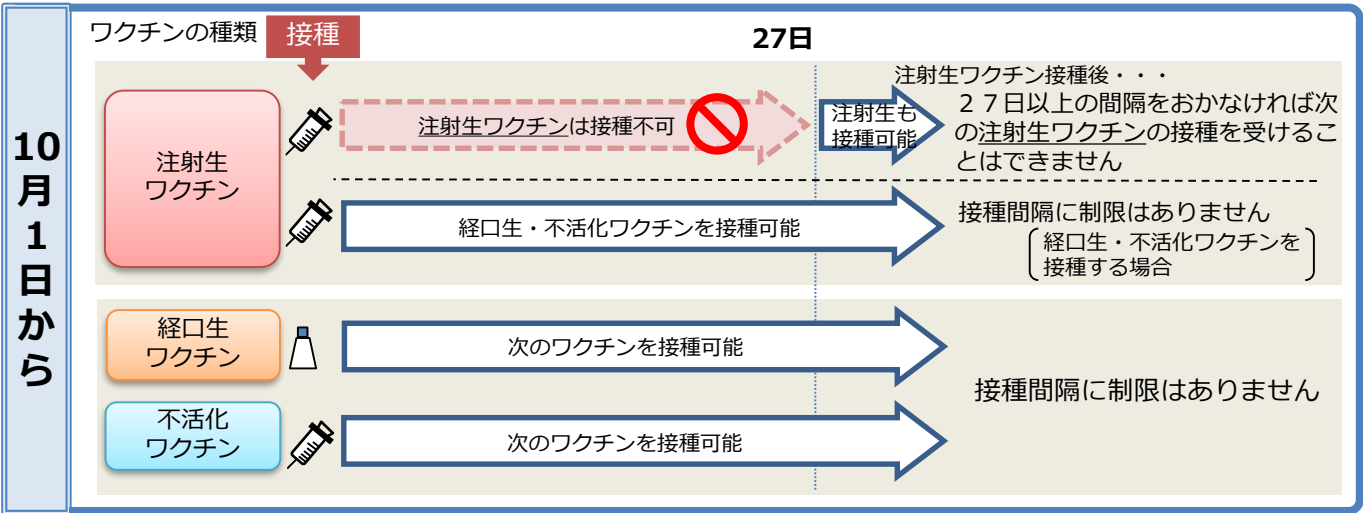 10月1日から
ワクチンの種類
接種
27日
注射生
ワクチン
注射生ワクチンは接種不可
注射生も
接種可能
注射生ワクチン接種後・・・
２７日以上の間隔をおかなければ次
の注射生ワクチンの接種を受けるこ
とはできません
経口生・不活化ワクチンを接種可能
接種間隔に制限はありません
経口生・不活化ワクチンを
接種する場合
経口生
ワクチン
次のワクチンを接種可能
不活化
ワクチン
次のワクチンを接種可能
接種間隔に制限はありません